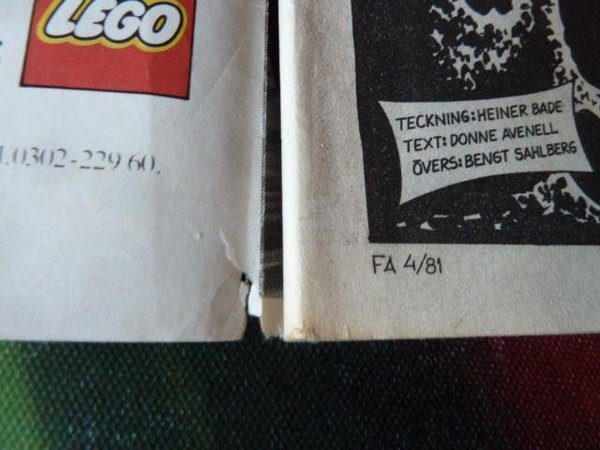 LEGO
.0302-229 60.
TECKNING: HEINER BADE
TEXT: DONNE AVENELL
ÖVERS: BENGT SAHLBERG
FA 4/81